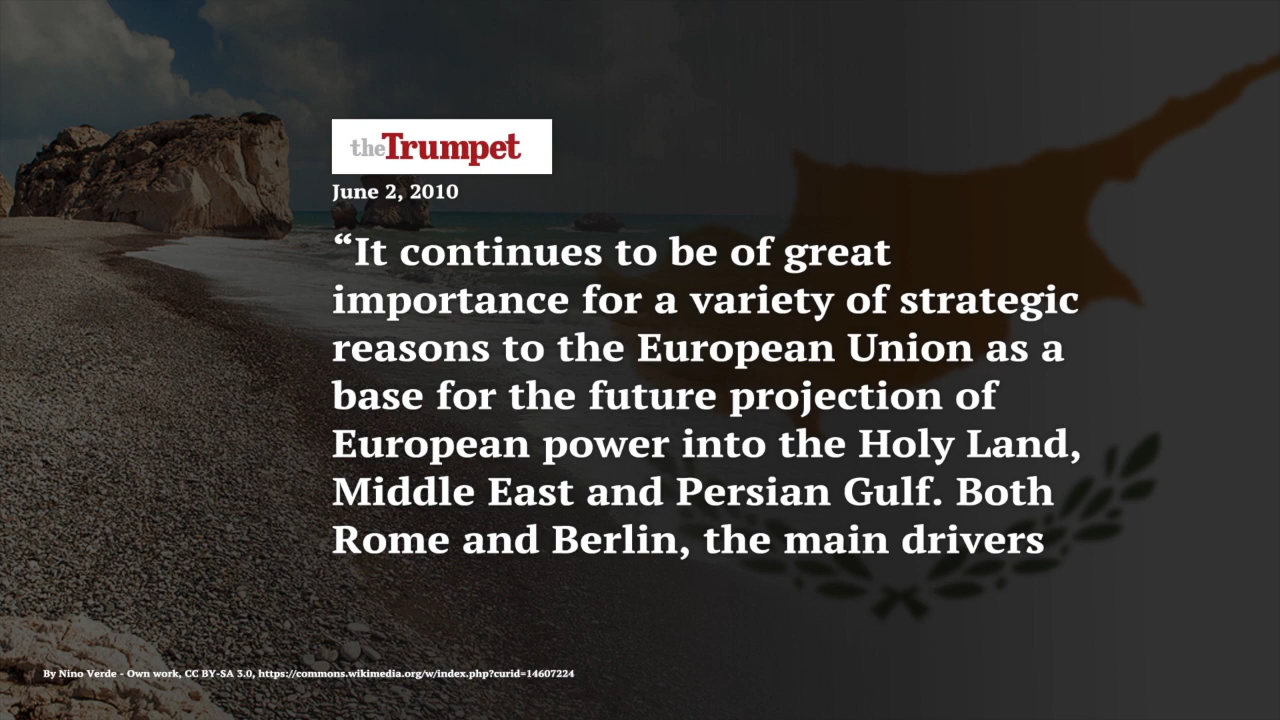 theTrumpet
June 2, 2010
“It continues to be of great
importance for a variety of strategic
reasons to the European Union as a
base for the future projection of
European power into the Holy Land,
Middle East and Persian Gulf. Both
Rome and Berlin, the main drivers
By Nino Verde - Own work, CC BY-SA 3.0, https://commons.wikimedia.org/w/index.php?curid=14607224